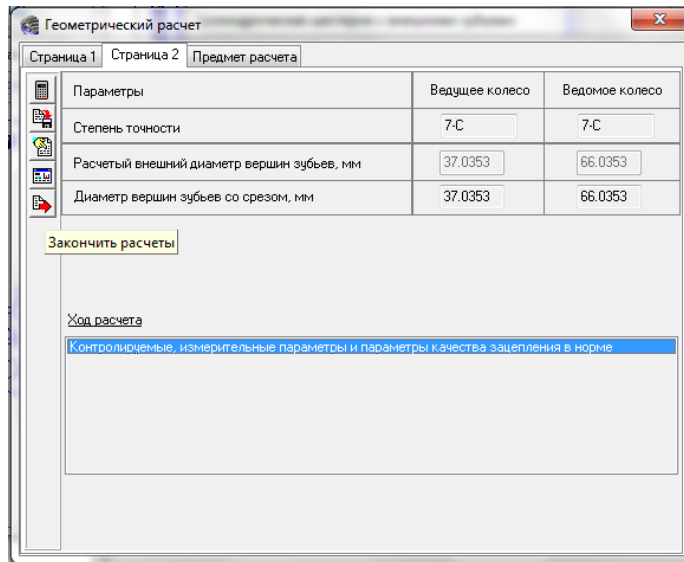 Геометрический расчет
Страница 1 Страница 2 Предмет расчета
Параметры Ведущее колесо Ведомое колесо
Степень точности 7-C 7-C
Расчетый внешний диаметр вершин зубьев, мм 37.0353 66.0353
Диаметр вершин зубьев со срезом, мм 37.0353 66.0353
Закончить расчеты
Ход расчета
Контролируемые, измерительные параметры и параметры качества зацепления в норме